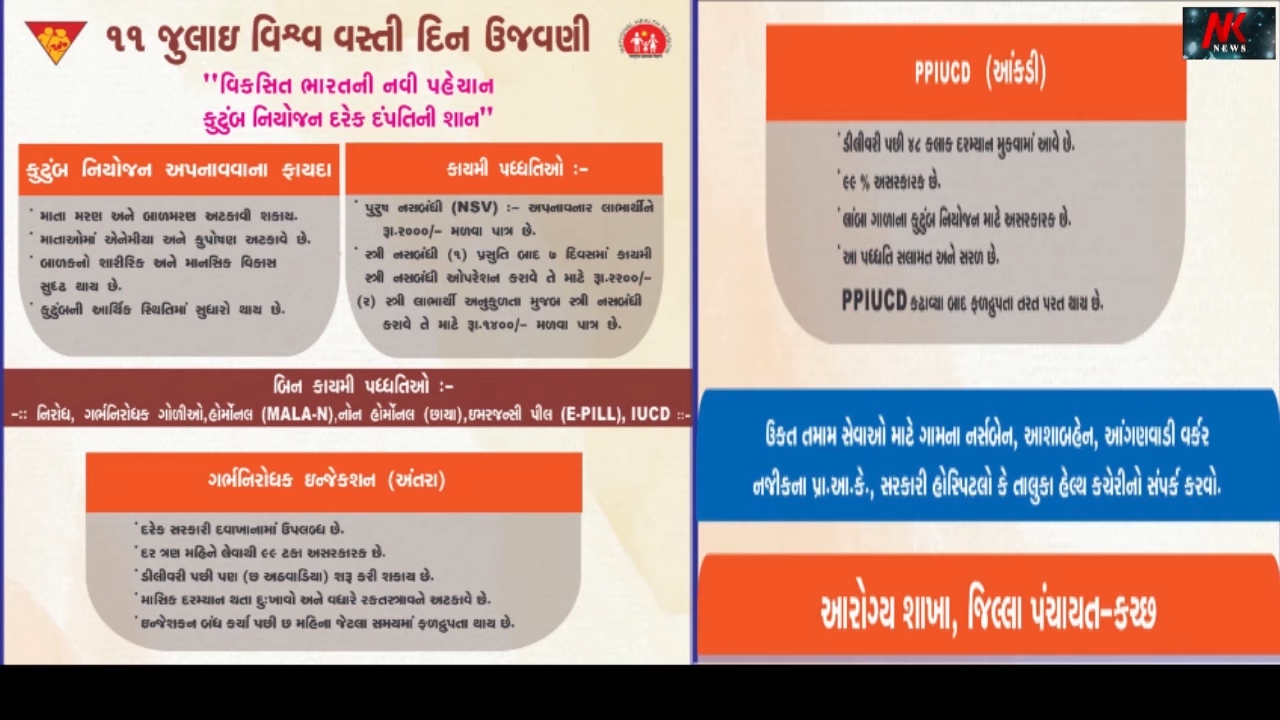 ૧૧ જુલાઇ વિશ્વ વસ્તી દિન ઉજવણી
"વિકસિત ભારતની નવી પહેચાન
કુટુંબ નિયોજન દરેક દંપતિની શાન"
કુટુંબ નિયોજન અપનાવવાના ફાયદા
* માતા મરણ અને બાળમરણ અટકાવી શકાય.
* માતાઓમાં એનેમીયા અને કુપોષણ અટકાવે છે.
* બાળકનો શારીરિક અને માનસિક વિકાસ
સુદઢ થાય છે.
* કુટુંબની આર્થિક સ્થિતિમાં સુધારો થાય છે.
કાયમી પધ્ધતિઓ :-
* પુરુષ નસબંધી (NSV) :- અપનાવનાર લાભાર્થીને
રૂા.૨૦૦૦/- મળવા પાત્ર છે.
* સ્ત્રી નસબંધી (૧) પ્રસુતિ બાદ ૭ દિવસમાં કાયમી
સ્ત્રી નસબંધી ઓપરેશન કરાવે તે માટે રૂા.૨૨૦૦/-
(૨) સ્ત્રી લાભાર્થી અનુકુળતા મુજબ સ્ત્રી નસબંધી
કરાવે તે માટે રૂા.૧૪૦૦/- મળવા પાત્ર છે.
બિન કાયમી પધ્ધતિઓ :-
-:: નિરોધ, ગર્ભનિરોધક ગોળીઓ,હોર્મોનલ (MALA-N),નોન હોર્મોનલ (છાયા),ઇમરજન્સી પીલ (E-PILL), IUCD ::-
ગર્ભનિરોધક ઇન્જેકશન (અંતરા)
* દરેક સરકારી દવાખાનામાં ઉપલબ્ધ છે.
* દર ત્રણ મહિને લેવાથી ૯૯ ટકા અસરકારક છે.
* ડીલીવરી પછી પણ (છ અઠવાડિયા) શરૂ કરી શકાય છે.
* માસિક દરમ્યાન થતા દુઃખાવો અને વધારે રકતસ્ત્રાવને અટકાવે છે.
* ઇન્જેશકન બંધ કર્યા પછી છ મહિના જેટલા સમયમાં ફળદ્રુપતા થાય છે.
PPIUCD (આંકડી)
* ડીલીવરી પછી ૪૮ કલાક દરમ્યાન મુકવામાં આવે છે.
* ૯૯ % અસરકારક છે.
* લાંબા ગાળાના કુટુંબ નિયોજન માટે અસરકારક છે.
* આ પધ્ધતિ સલામત અને સરળ છે.
PPIUCD કઢાવ્યા બાદ ફળદ્રુપતા તરત પરત થાય છે.
ઉકત તમામ સેવાઓ માટે ગામના નર્સબેન, આશાબહેન, આંગણવાડી વર્કર
નજીકના પ્રા.આ.કે., સરકારી હોસ્પિટલો કે તાલુકા હેલ્થ કચેરીનો સંપર્ક કરવો.
આરોગ્ય શાખા, જિલ્લા પંચાયત-કચ્છ
NK
NEWS